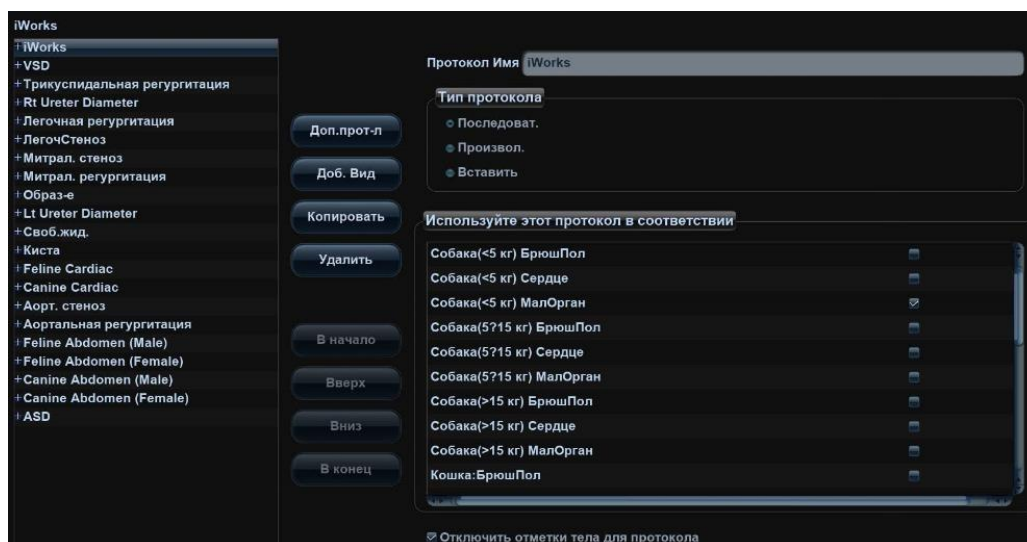 iWorks
+iWorks
+VSD
+Трикуспидальная регургитация
+Rt Ureter Diameter
+Легочная регургитация
+ЛегочСтеноз
+Митрал. стеноз
+Митрал. регургитация
+Образ-е
+Lt Ureter Diameter
+Своб.жид.
+Киста
+Feline Cardiac
+Canine Cardiac
+Аорт. стеноз
+Аортальная регургитация
+Feline Abdomen (Male)
+Feline Abdomen (Female)
+Canine Abdomen (Male)
+Canine Abdomen (Female)
+ASD
Доп.прот-л
Доб. Вид
Копировать
Удалить
В начало
Вверх
Вниз
В конец
Протокол Имя iWorks
Тип протокола
Последоват.
Произвол.
Вставить
Используйте этот протокол в соответствии
Собака(<5 кг) БрюшПол
Собака(<5 кг) Сердце
Собака(<5 кг) МалОрган
Собака(5?15 кг) БрюшПол
Собака(5?15 кг) Сердце
Собака(5?15 кг) МалОрган
Собака(>15 кг) БрюшПол
Собака(>15 кг) Сердце
Собака(>15 кг) МалОрган
Кошка:БрюшПол
Отключить отметки тела для протокола